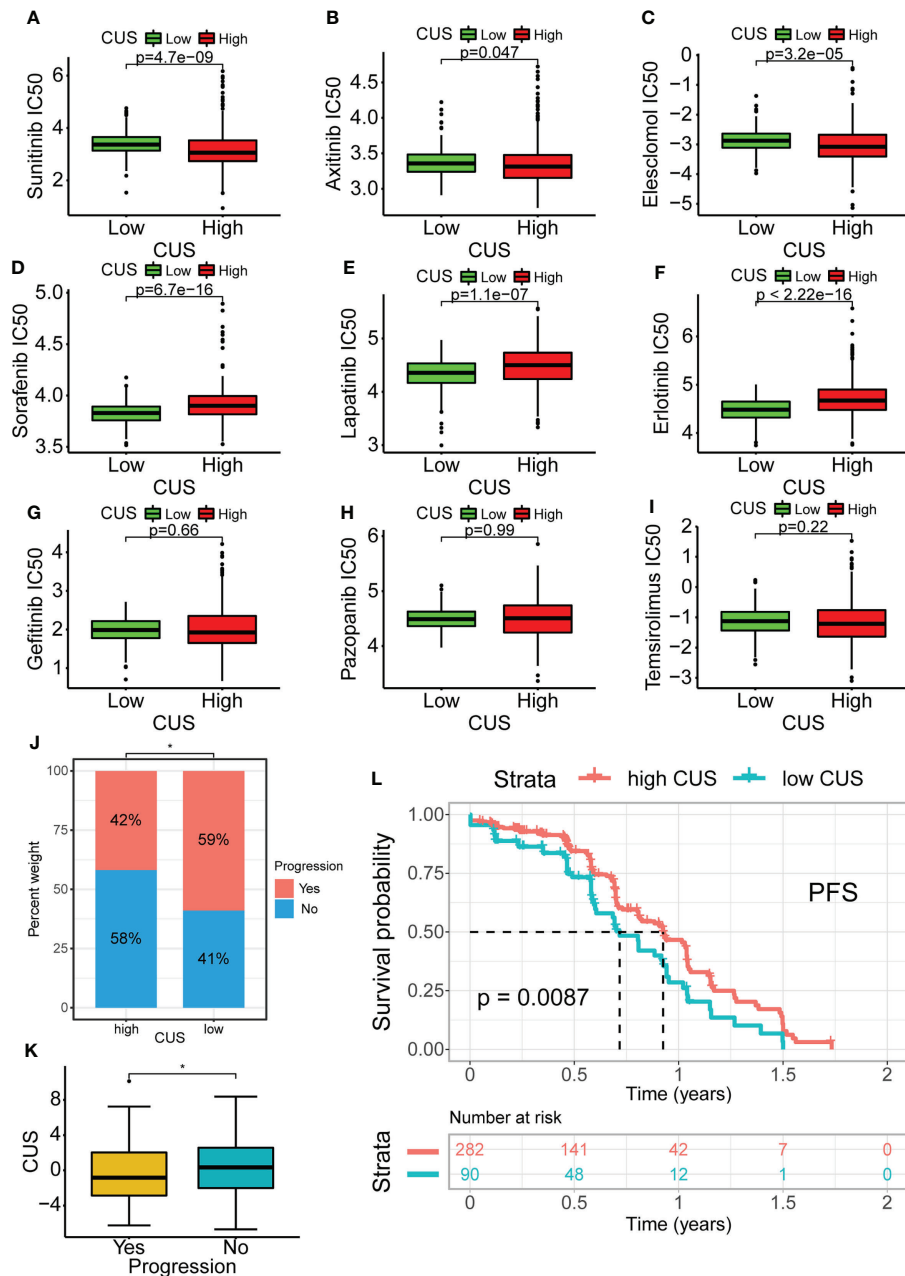 A
CUS Low High
p=4.7e−09
Sunitinib IC50
6
4
2
Low High
CUS
B
CUS Low High
p=0.047
Axitinib IC50
4.5
4.0
3.5
3.0
Low High
CUS
C
CUS Low High
p=3.2e−05
Elesclomol IC50
0
−1
−2
−3
−4
−5
Low High
CUS
D
CUS Low High
p=6.7e−16
Sorafenib IC50
5.0
4.5
4.0
3.5
Low High
CUS
E
CUS Low High
p=1.1e−07
Lapatinib IC50
5
4
3
Low High
CUS
F
CUS Low High
p < 2.22e−16
Erlotinib IC50
6
5
4
Low High
CUS
G
CUS Low High
p=0.66
Gefitinib IC50
4
3
2
1
Low High
CUS
H
CUS Low High
p=0.99
Pazopanib IC50
6
5
4
Low High
CUS
I
CUS Low High
p=0.22
Temsirolimus IC50
2
1
0
−1
−2
−3
Low High
CUS
J
*
Percent weight
100
75
50
25
0
42%
58%
59%
41%
high low
CUS
Progression
Yes
No
K
*
CUS
8
4
0
−4
Yes No
Progression
L
Strata high CUS low CUS
Survival probability
1.00
0.75
0.50
0.25
0.00
PFS
p = 0.0087
0 0.5 1 1.5 2
Time (years)
Number at risk
Strata
282 141 42 7 0
90 48 12 1 0
0 0.5 1 1.5 2
Time (years)